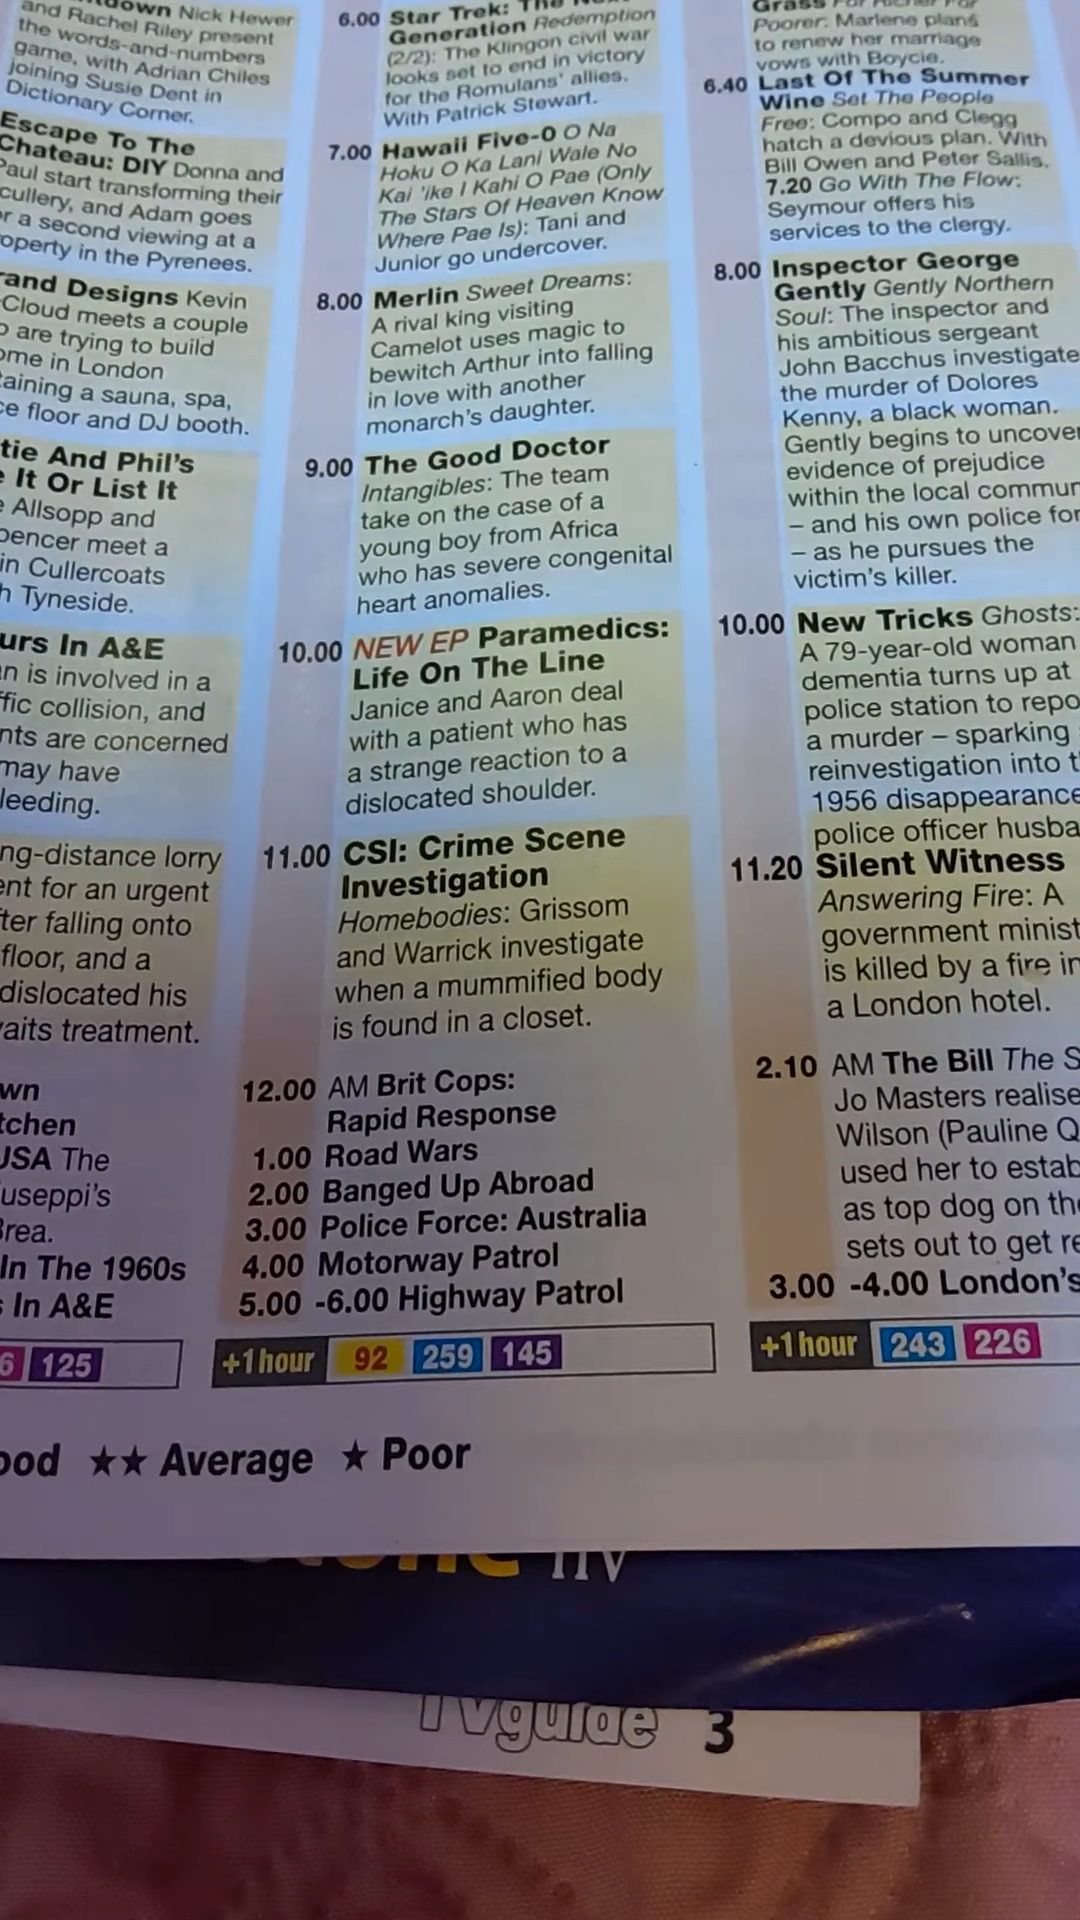 Nick Hewer
and Rachel Riley present
the words-and-numbers
game, with Adrian Chiles
joining Susie Dent in
Dictionary Corner.
Escape To The
Chateau: DIY Donna and
Paul start transforming their
cullery, and Adam goes
or a second viewing at a
operty in the Pyrenees.
rand Designs Kevin
Cloud meets a couple
o are trying to build
ome in London
taining a sauna, spa,
ce floor and DJ booth.
tie And Phil's
e It Or List It
e Allsopp and
pencer meet a
in Cullercoats
h Tyneside.
urs In A&E
n is involved in a
ffic collision, and
nts are concerned
may have
leeding.
ng-distance lorry
ent for an urgent
fter falling onto
floor, and a
dislocated his
aits treatment.
wn
tchen
USA The
useppi's
Brea.
In The 1960s
s In A&E
6 125
6.00 Star Trek: The
Generation Redemption
(2/2): The Klingon civil war
looks set to end in victory
for the Romulans' allies.
With Patrick Stewart.
7.00 Hawaii Five-0 O Na
Hoku O Ka Lani Wale No
Kai 'ike I Kahi O Pae (Only
The Stars Of Heaven Know
Where Pae Is): Tani and
Junior go undercover.
8.00 Merlin Sweet Dreams:
A rival king visiting
Camelot uses magic to
bewitch Arthur into falling
in love with another
monarch's daughter.
9.00 The Good Doctor
Intangibles: The team
take on the case of a
young boy from Africa
who has severe congenital
heart anomalies.
10.00 NEW EP Paramedics:
Life On The Line
Janice and Aaron deal
with a patient who has
a strange reaction to a
dislocated shoulder.
11.00 CSI: Crime Scene
Investigation
Homebodies: Grissom
and Warrick investigate
when a mummified body
is found in a closet.
12.00 AM Brit Cops:
Rapid Response
1.00 Road Wars
2.00 Banged Up Abroad
3.00 Police Force: Australia
4.00 Motorway Patrol
5.00 -6.00 Highway Patrol
+1 hour 92 259 145
Poorer: Marlene plans
to renew her marriage
vows with Boycie.
6.40 Last Of The Summer
Wine Set The People
Free: Compo and Clegg
hatch a devious plan. With
Bill Owen and Peter Sallis.
7.20 Go With The Flow:
Seymour offers his
services to the clergy.
8.00 Inspector George
Gently Gently Northern
Soul: The inspector and
his ambitious sergeant
John Bacchus investigate
the murder of Dolores
Kenny, a black woman.
Gently begins to uncover
evidence of prejudice
within the local commun
– and his own police for
– as he pursues the
victim's killer.
10.00 New Tricks Ghosts:
A 79-year-old woman
dementia turns up at
police station to repo
a murder – sparking
reinvestigation into t
1956 disappearance
police officer husba
11.20 Silent Witness
Answering Fire: A
government minist
is killed by a fire in
a London hotel.
2.10 AM The Bill The S
Jo Masters realise
Wilson (Pauline Q
used her to estab
as top dog on the
sets out to get re
3.00 -4.00 London's
+1 hour 243 226
ood ★★ Average ★ Poor
TVguide 3